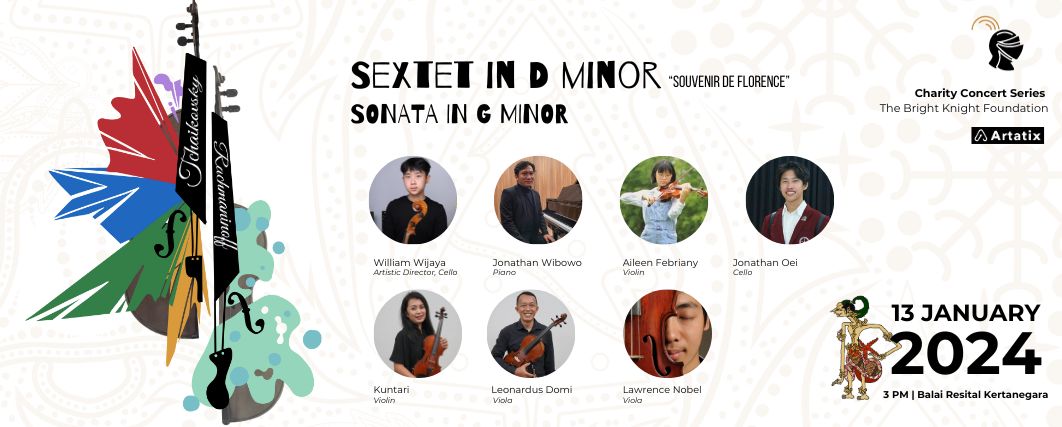 Tchaikovsky
Rachmaninoff
SEXTET IN D MINOR "SOUVENIR DE FLORENCE"
SONATA IN G MINOR
Charity Concert Series
The Bright Knight Foundation
Artatix
William Wijaya
Artistic Director, Cello
Jonathan Wibowo
Piano
Aileen Febriany
Violin
Jonathan Oei
Cello
Kuntari
Violin
Leonardus Domi
Viola
Lawrence Nobel
Viola
13 JANUARY
2024
3 PM | Balai Resital Kertanegara